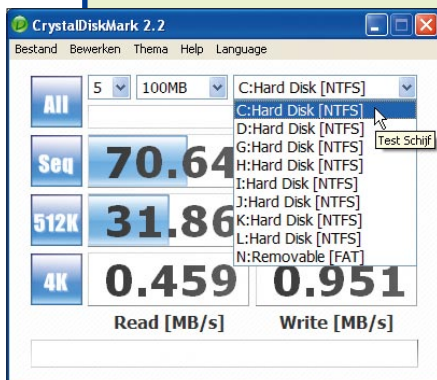 CrystalDiskMark 2.2
Bestand Bewerken Thema Help Language
All 5 100MB C:Hard Disk [NTFS]
C:Hard Disk [NTFS]
D:Hard Disk [NTFS]
Test Schijf
G:Hard Disk [NTFS]
H:Hard Disk [NTFS]
Seq 70.64
I:Hard Disk [NTFS]
J:Hard Disk [NTFS]
K:Hard Disk [NTFS]
512K 31.86
L:Hard Disk [NTFS]
N:Removable [FAT]
4K 0.459 0.951
Read [MB/s] Write [MB/s]